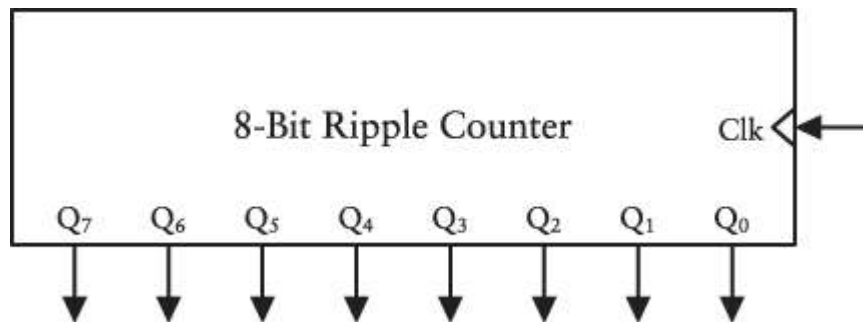 8-Bit Ripple Counter
Clk
Q₇ Q₆ Q₅ Q₄ Q₃ Q₂ Q₁ Q₀